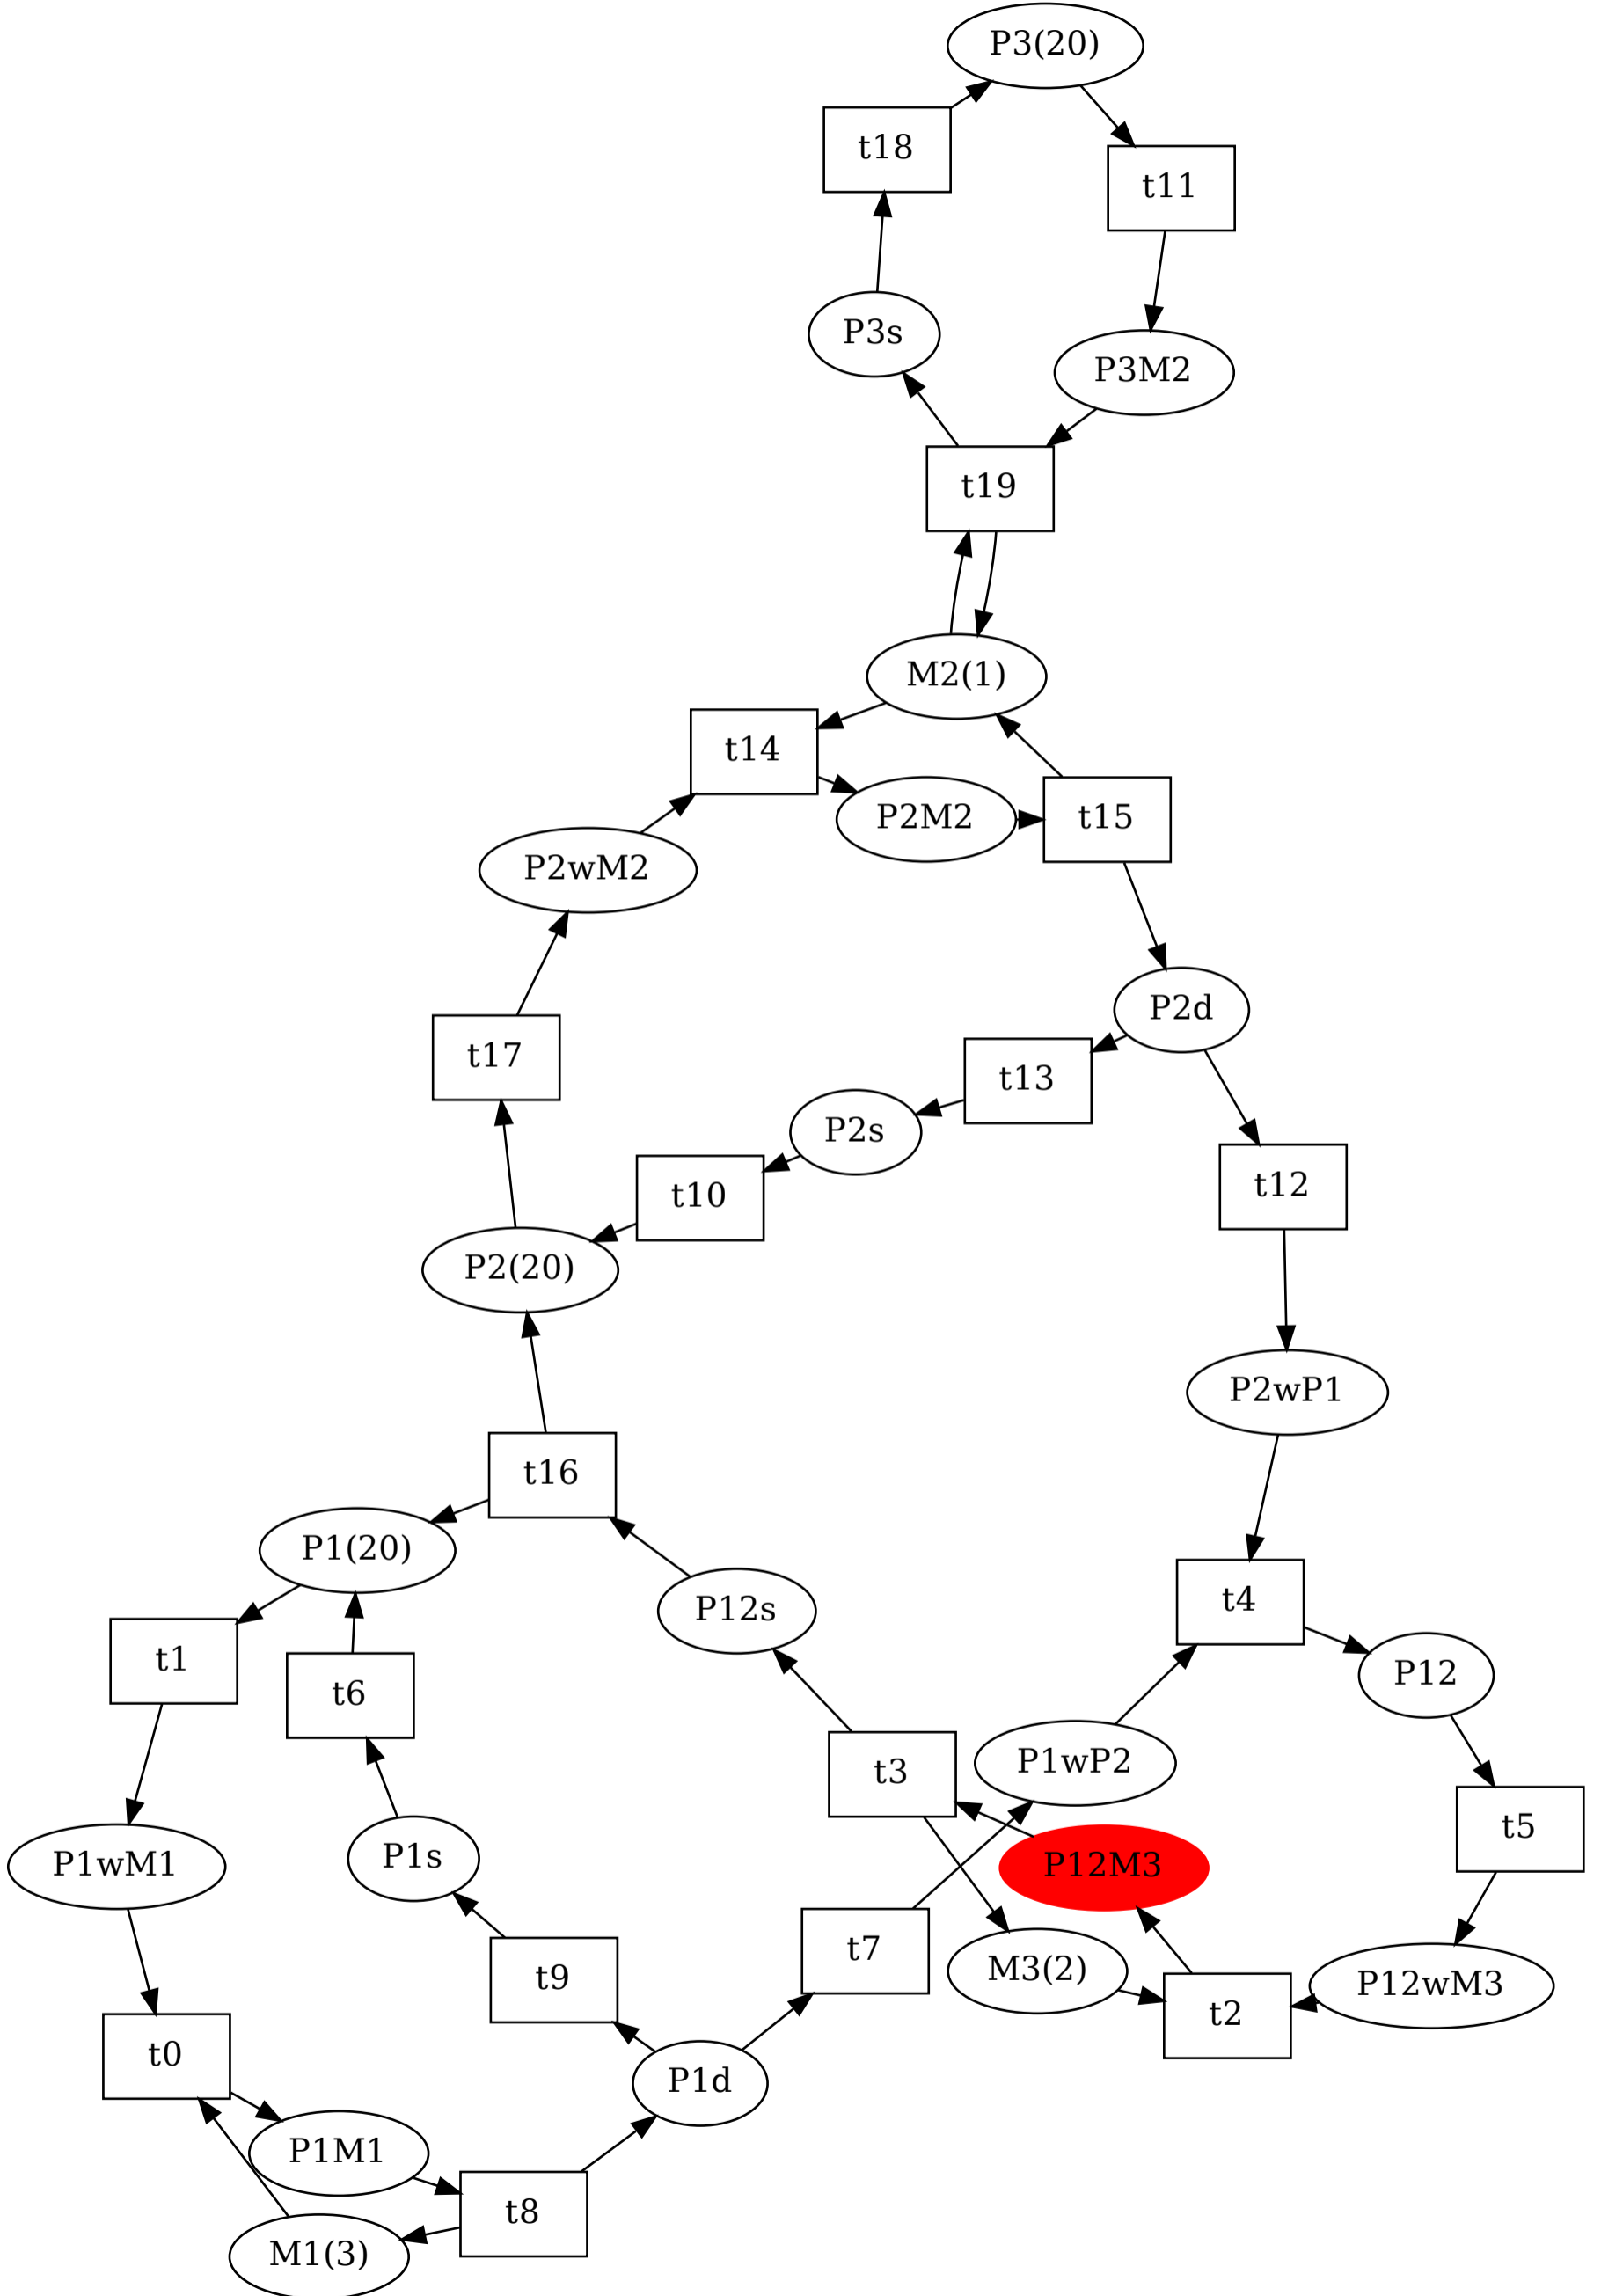 P3(20)
t18
t11
P3s
P3M2
t19
M2(1)
t14
P2M2
t15
P2wM2
P2d
t17
t13
P2s
t12
t10
P2(20)
P2wP1
t16
P1(20)
t4
P12s
t1
t6
P12
P1wP2
t3
t5
P1s
P1wM1
P12M3
t7
M3(2)
t9
P12wM3
t2
t0
P1d
P1M1
t8
M1(3)